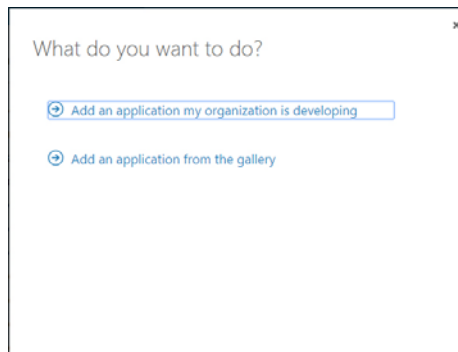 What do you want to do?
Add an application my organization is developing
Add an application from the gallery